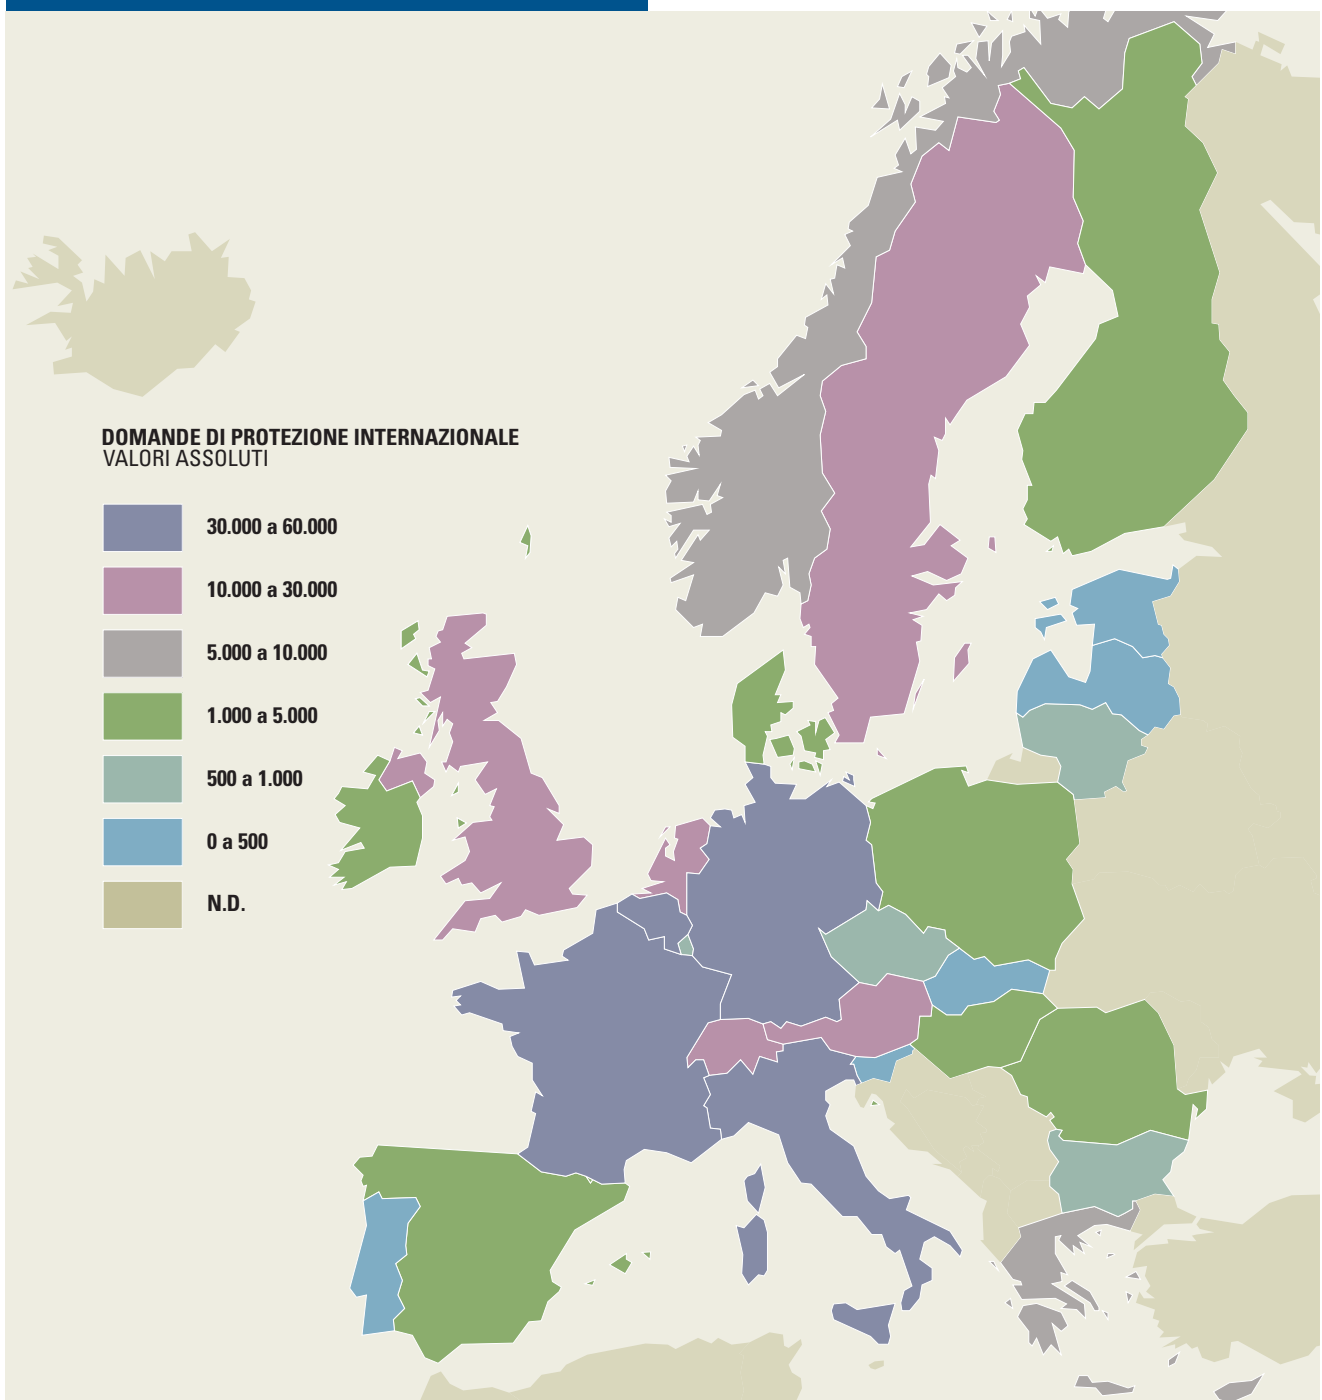 DOMANDE DI PROTEZIONE INTERNAZIONALE
VALORI ASSOLUTI
30.000 a 60.000
10.000 a 30.000
5.000 a 10.000
1.000 a 5.000
500 a 1.000
0 a 500
N.D.